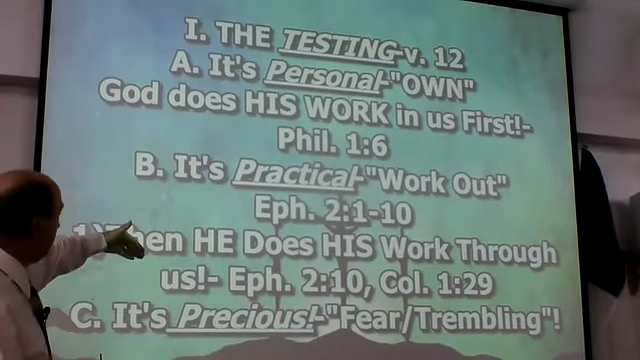 I. THE TESTING-v. 12
A. It's Personal-"OWN"
God does HIS WORK in us First!-
Phil. 1:6
B. It's Practical-"Work Out"
Eph. 2:1-10
HE Does HIS Work Through
us!- Eph. 2:10, Col. 1:29
C. It's Precious!-"Fear/Trembling"!